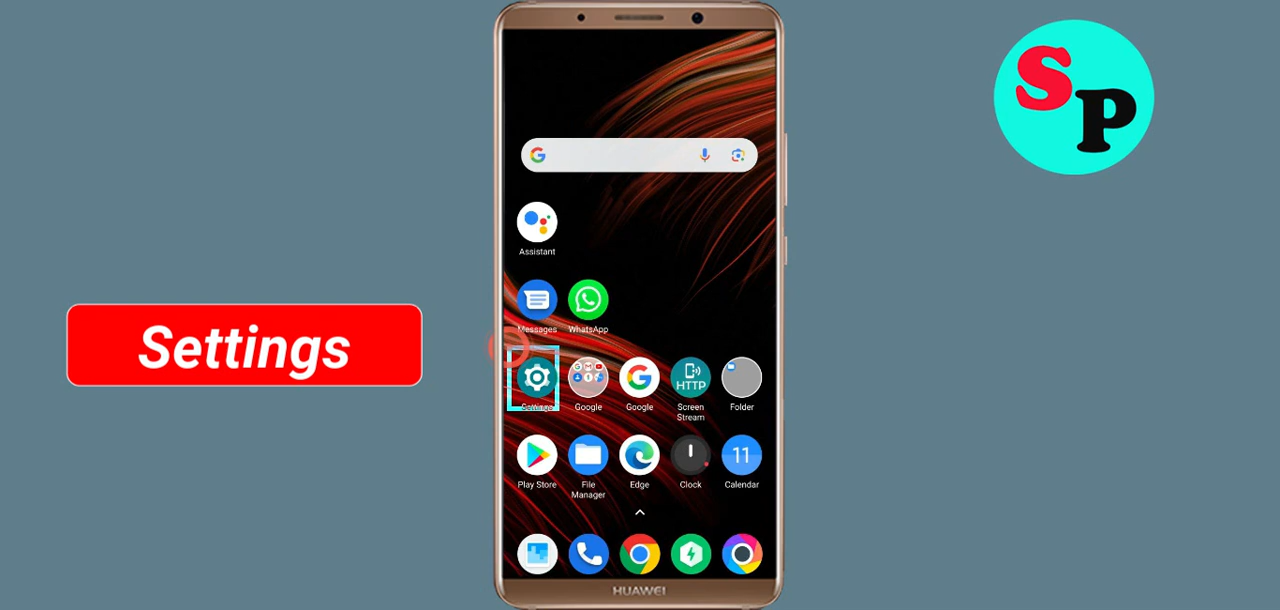 SP
Assistant
Messages WhatsApp
Settings
Settings Google Google Screen Stream Folder
HTTP
11
Play Store File Manager Edge Clock Calendar
HUAWEI